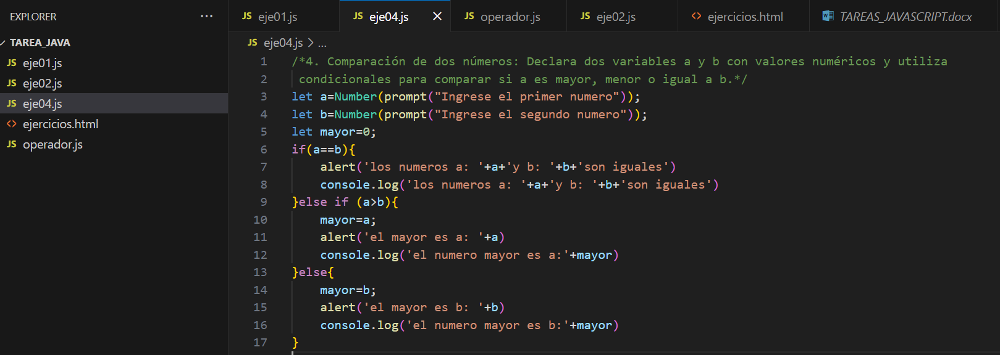 EXPLORER ...
TAREA_JAVA
JS eje01.js
JS eje02.js
JS eje04.js
<> ejercicios.html
JS operador.js
JS eje01.js JS eje04.js × JS operador.js JS eje02.js <> ejercicios.html TAREAS_JAVASCRIPT.docx
JS eje04.js > ...
1 /*4. Comparación de dos números: Declara dos variables a y b con valores numéricos y utiliza
2 condicionales para comparar si a es mayor, menor o igual a b.*/
3 let a=Number(prompt("Ingrese el primer numero"));
4 let b=Number(prompt("Ingrese el segundo numero"));
5 let mayor=0;
6 if(a==b){
7 alert('los numeros a: '+a+'y b: '+b+'son iguales')
8 console.log('los numeros a: '+a+'y b: '+b+'son iguales')
9 }else if (a>b){
10 mayor=a;
11 alert('el mayor es a: '+a)
12 console.log('el numero mayor es a:'+mayor)
13 }else{
14 mayor=b;
15 alert('el mayor es b: '+b)
16 console.log('el numero mayor es b:'+mayor)
17 }